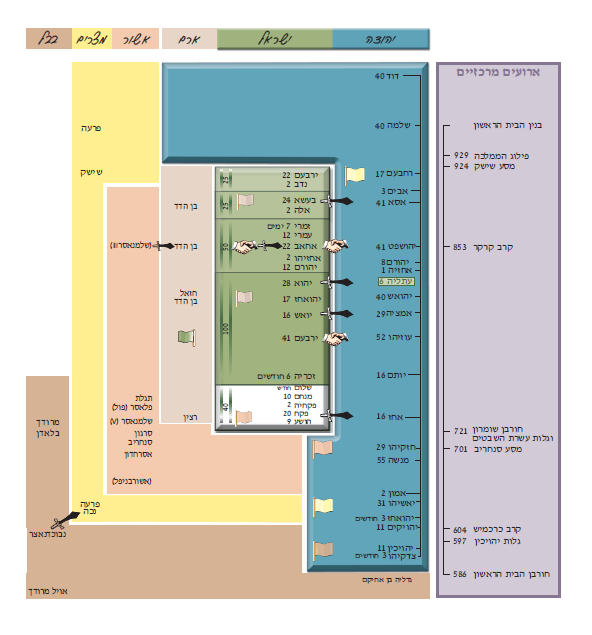 יהודה
ישראל
ארם
אשור
מצרים
בבל
ארועים מרכזיים
בנין הבית הראשון
פילוג הממלכה 929
מסע שישק 924
קרב קרקר 853
חורבן שומרון 721
וגלות עשרת השבטים
מסע סנחריב 701
קרב כרכמיש 604
גלות יהויכין 597
חורבן הבית הראשון 586
דוד 40
שלמה 40
רחבעם 17
אבים 3
אסא 41
יהושפט 41
יהורם 8
אחזיה 1
עתליה 6
יהואש 40
אמציה 29
עוזיהו 52
יותם 16
אחז 16
חזקיהו 29
מנשה 55
אמון 2
יאשיהו 31
יהואחז 3 חודשים
יהויקים 11
יהויכין 11
צדקיהו 3 חודשים
גדליה בן אחיקם
ירבעם 22
נדב 2
בעשא 24
אלה 2
זמרי 7 ימים
עמרי 12
אחאב 22
אחזיהו 2
יהורם 12
יהוא 28
יהואחז 17
יואש 16
ירבעם 41
זכריה 6 חודשים
שלום חודש
מנחם 10
פקחיה 2
פקח 20
הושע 9
25
25
50
100
40
בן הדד
בן הדד
חזאל
בן הדד
רצין
(שלמנאסר III)
תגלת
פלאסר (פול)
שלמנאסר (V)
סרגון
סנחריב
אסרחדון
(אשורבניפל)
פרעה
שישק
פרעה
נכה
מרודך
בלאדן
נבוכדנאצר
אויל מרודך